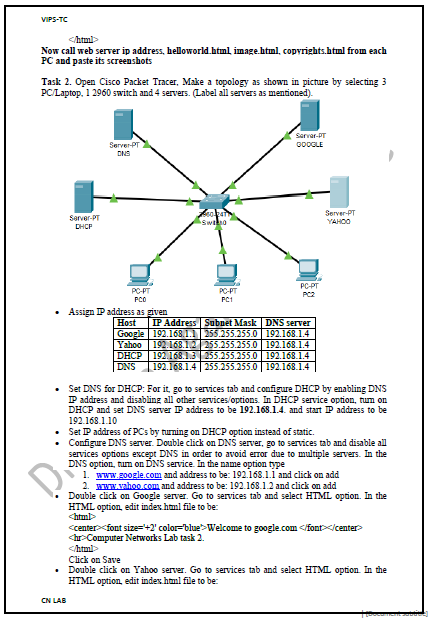 VIPS-TC
</html>
Now call web server ip address, helloworld.html, image.html, copyrights.html from each
PC and paste its screenshots
Task 2. Open Cisco Packet Tracer, Make a topology as shown in picture by selecting 3
PC/Laptop, 1 2960 switch and 4 servers. (Label all servers as mentioned).
Server-PT
DNS
Server-PT
GOOGLE
Server-PT
DHCP
2960-24TT
Switch0
Server-PT
YAHOO
PC-PT
PC0
PC-PT
PC1
PC-PT
PC2
• Assign IP address as given
Host IP Address Subnet Mask DNS server
Google 192.168.1.1 255.255.255.0 192.168.1.4
Yahoo 192.168.1.2 255.255.255.0 192.168.1.4
DHCP 192.168.1.3 255.255.255.0 192.168.1.4
DNS 192.168.1.4 255.255.255.0 192.168.1.4
• Set DNS for DHCP: For it, go to services tab and configure DHCP by enabling DNS
IP address and disabling all other services/options. In DHCP service option, turn on
DHCP and set DNS server IP address to be 192.168.1.4. and start IP address to be
192.168.1.10
• Set IP address of PCs by turning on DHCP option instead of static.
• Configure DNS server. Double click on DNS server, go to services tab and disable all
services options except DNS in order to avoid error due to multiple servers. In the
DNS option, turn on DNS service. In the name option type
1. www.google.com and address to be: 192.168.1.1 and click on add
2. www.yahoo.com and address to be: 192.168.1.2 and click on add
• Double click on Google server. Go to services tab and select HTML option. In the
HTML option, edit index.html file to be:
<html>
<center><font size='+2' color='blue'>Welcome to google.com </font></center>
<hr>Computer Networks Lab task 2.
</html>
Click on Save
• Double click on Yahoo server. Go to services tab and select HTML option. In the
HTML option, edit index.html file to be:
CN LAB
[Document subtitle]